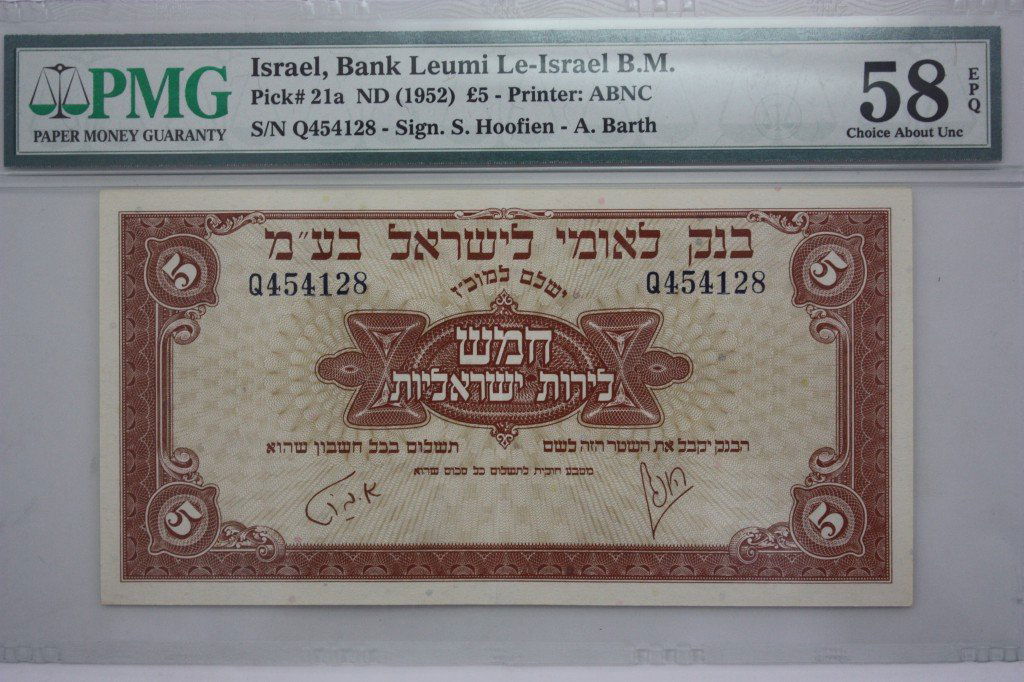 PMG
PAPER MONEY GUARANTY
Israel, Bank Leumi Le-Israel B.M.
Pick# 21a ND (1952) £5 - Printer: ABNC
S/N Q454128 - Sign. S. Hoofien - A. Barth
58
EPQ
Choice About Unc
בנק לאומי לישראל בע״מ
Q454128 Q454128
ישלם למוכ״ז
5 5
חמש
לירות ישראליות
הבנק יקבל את השטר הזה לשם תשלום בכל חשבון שהוא
מטבע חוקית לתשלום כל סכום שהוא
5 5